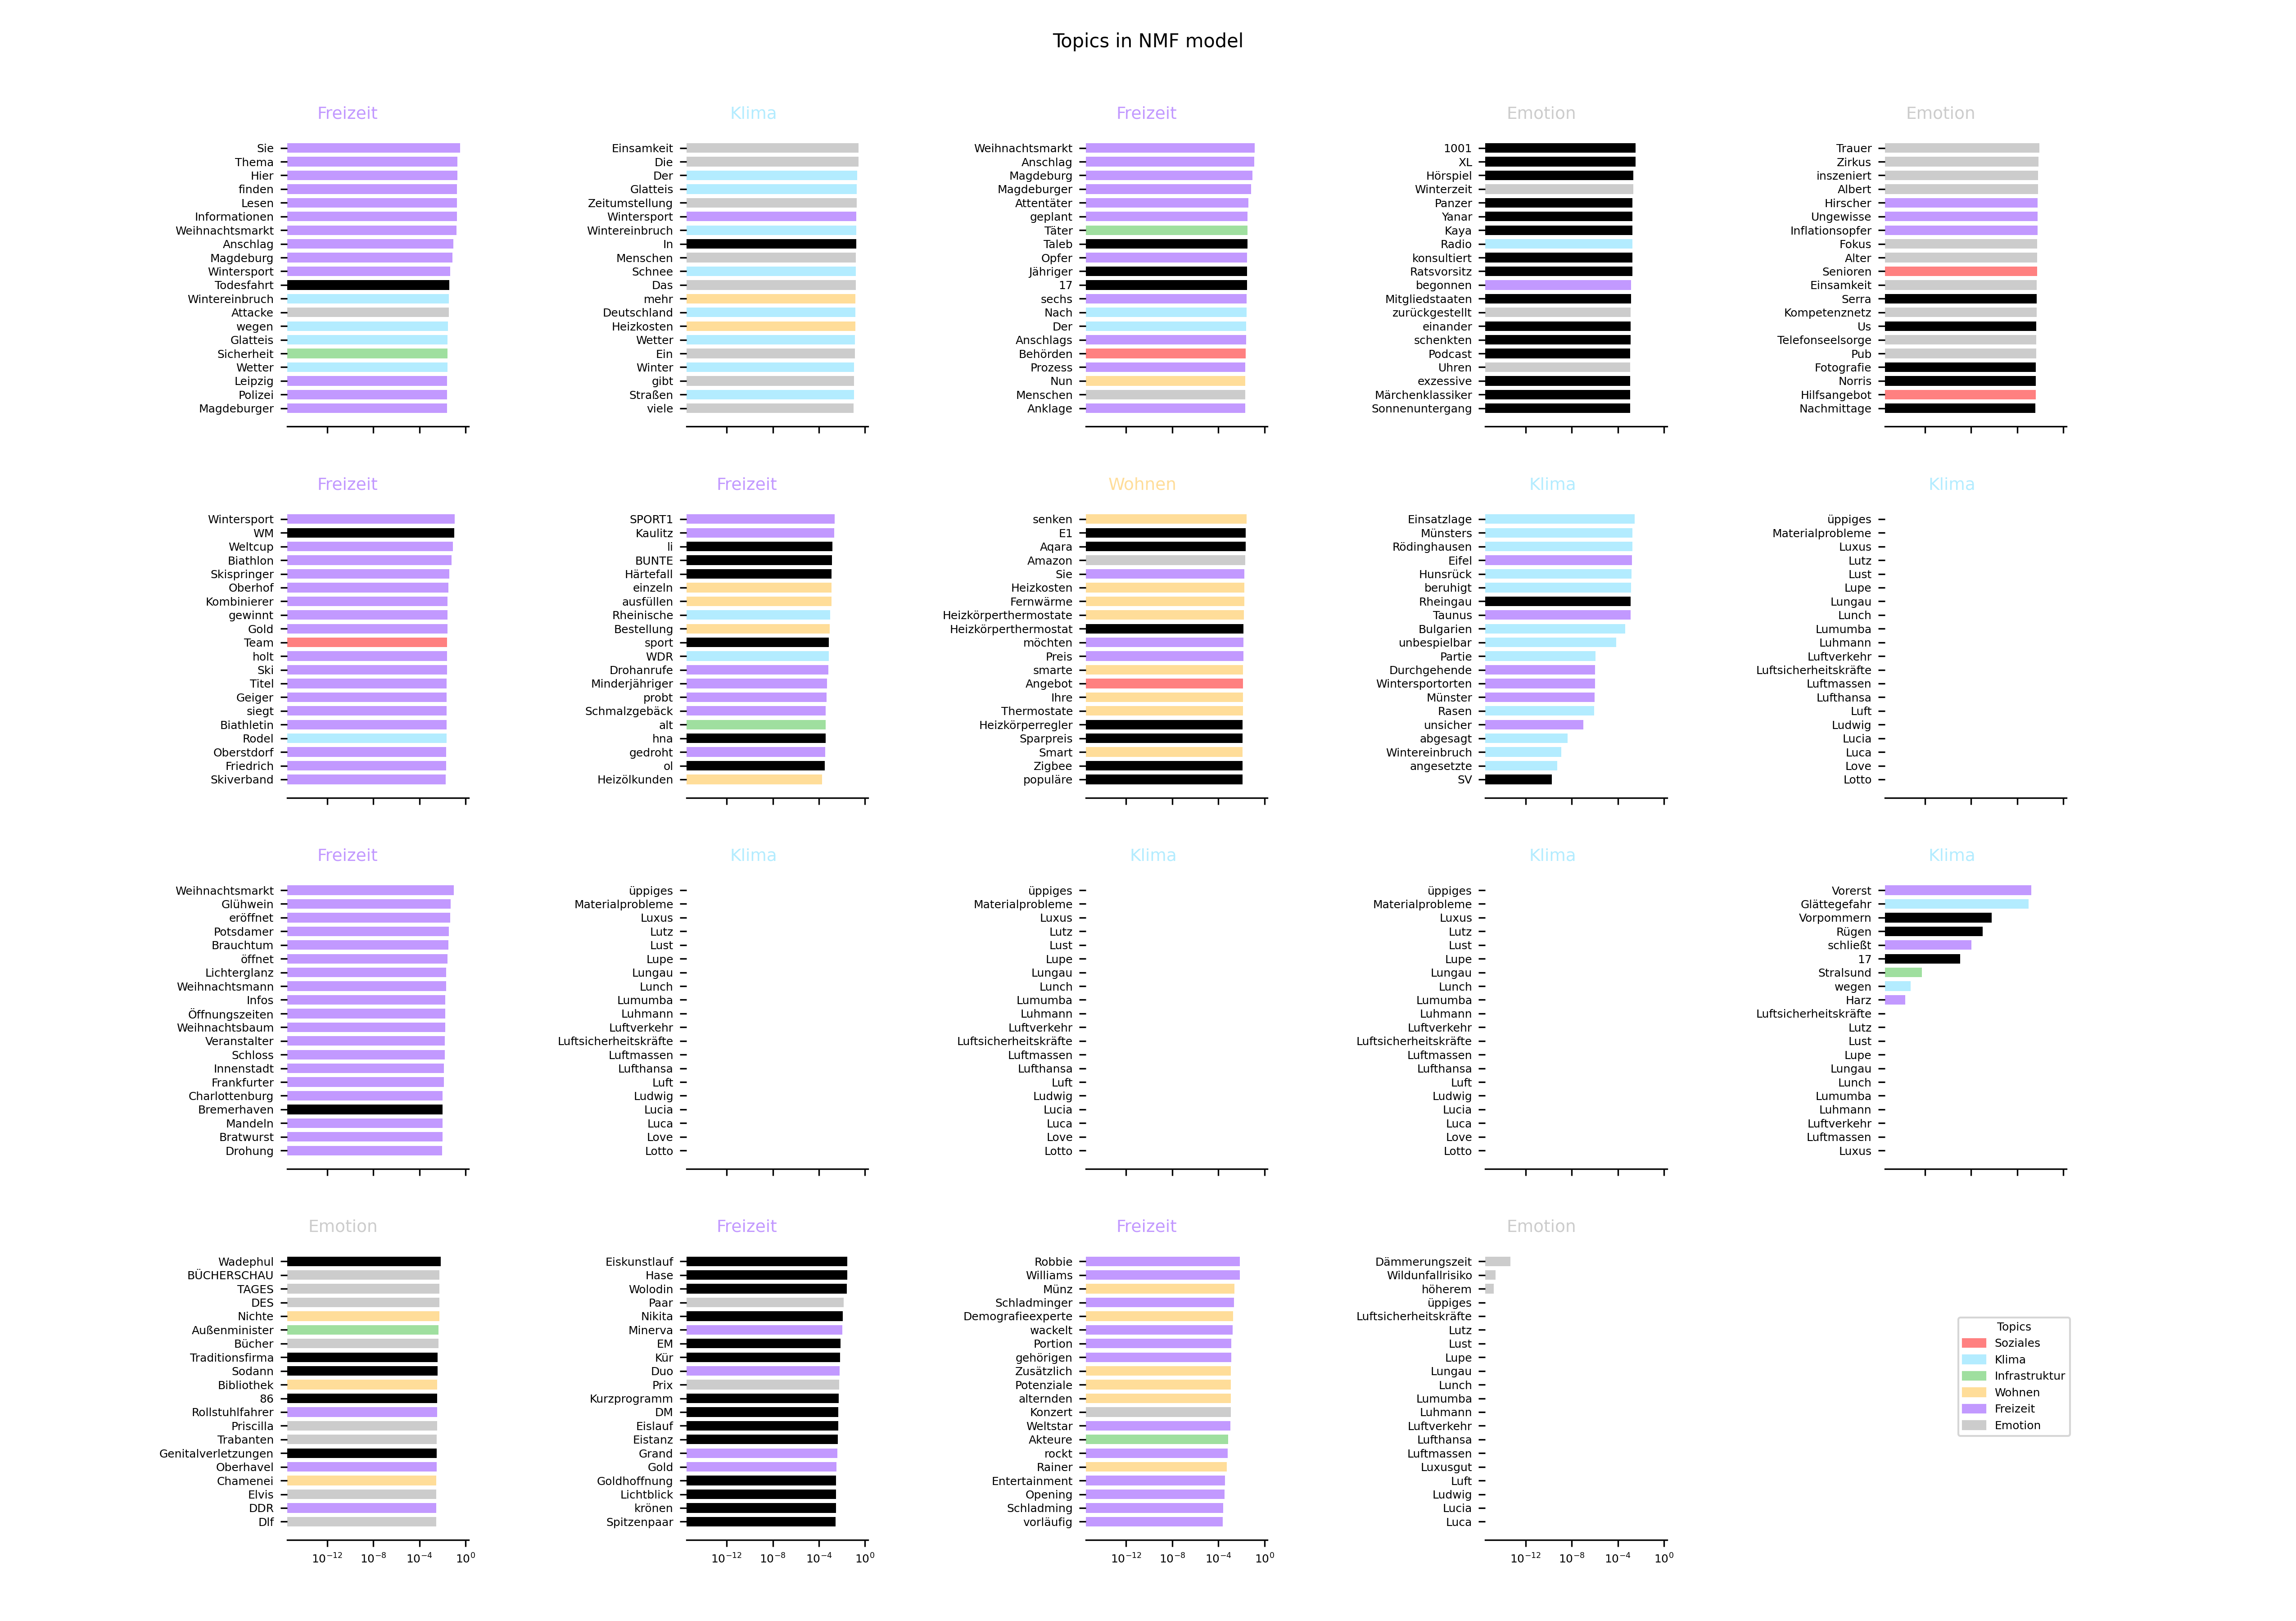 Topics in NMF model
Freizeit
Sie
Thema
Hier
finden
Lesen
Informationen
Weihnachtsmarkt
Anschlag
Magdeburg
Wintersport
Todesfahrt
Wintereinbruch
Attacke
wegen
Glatteis
Sicherheit
Wetter
Leipzig
Polizei
Magdeburger
Klima
Einsamkeit
Die
Der
Glatteis
Zeitumstellung
Wintersport
Wintereinbruch
In
Menschen
Schnee
Das
mehr
Deutschland
Heizkosten
Wetter
Ein
Winter
gibt
Straßen
viele
Freizeit
Weihnachtsmarkt
Anschlag
Magdeburg
Magdeburger
Attentäter
geplant
Täter
Taleb
Opfer
Jähriger
17
sechs
Nach
Der
Anschlags
Behörden
Prozess
Nun
Menschen
Anklage
Emotion
1001
XL
Hörspiel
Winterzeit
Panzer
Yanar
Kaya
Radio
konsultiert
Ratsvorsitz
begonnen
Mitgliedstaaten
zurückgestellt
einander
schenkten
Podcast
Uhren
exzessive
Märchenklassiker
Sonnenuntergang
Emotion
Trauer
Zirkus
inszeniert
Albert
Hirscher
Ungewisse
Inflationsopfer
Fokus
Alter
Senioren
Einsamkeit
Serra
Kompetenznetz
Us
Telefonseelsorge
Pub
Fotografie
Norris
Hilfsangebot
Nachmittage
Freizeit
Wintersport
WM
Weltcup
Biathlon
Skispringer
Oberhof
Kombinierer
gewinnt
Gold
Team
holt
Ski
Titel
Geiger
siegt
Biathletin
Rodel
Oberstdorf
Friedrich
Skiverband
Freizeit
SPORT1
Kaulitz
li
BUNTE
Härtefall
einzeln
ausfüllen
Rheinische
Bestellung
sport
WDR
Drohanrufe
Minderjähriger
probt
Schmalzgebäck
alt
hna
gedroht
ol
Heizölkunden
Wohnen
senken
E1
Aqara
Amazon
Sie
Heizkosten
Fernwärme
Heizkörperthermostate
Heizkörperthermostat
möchten
Preis
smarte
Angebot
Ihre
Thermostate
Heizkörperregler
Sparpreis
Smart
Zigbee
populäre
Klima
Einsatzlage
Münsters
Rödinghausen
Eifel
Hunsrück
beruhigt
Rheingau
Taunus
Bulgarien
unbespielbar
Partie
Durchgehende
Wintersportorten
Münster
Rasen
unsicher
abgesagt
Wintereinbruch
angesetzte
SV
Klima
üppiges
Materialprobleme
Luxus
Lutz
Lust
Lupe
Lungau
Lunch
Lumumba
Luhmann
Luftverkehr
Luftsicherheitskräfte
Luftmassen
Lufthansa
Luft
Ludwig
Lucia
Luca
Love
Lotto
Freizeit
Weihnachtsmarkt
Glühwein
eröffnet
Potsdamer
Brauchtum
öffnet
Lichterglanz
Weihnachtsmann
Infos
Öffnungszeiten
Weihnachtsbaum
Veranstalter
Schloss
Innenstadt
Frankfurter
Charlottenburg
Bremerhaven
Mandeln
Bratwurst
Drohung
Klima
üppiges
Materialprobleme
Luxus
Lutz
Lust
Lupe
Lungau
Lunch
Lumumba
Luhmann
Luftverkehr
Luftsicherheitskräfte
Luftmassen
Lufthansa
Luft
Ludwig
Lucia
Luca
Love
Lotto
Klima
üppiges
Materialprobleme
Luxus
Lutz
Lust
Lupe
Lungau
Lunch
Lumumba
Luhmann
Luftverkehr
Luftsicherheitskräfte
Luftmassen
Lufthansa
Luft
Ludwig
Lucia
Luca
Love
Lotto
Klima
üppiges
Materialprobleme
Luxus
Lutz
Lust
Lupe
Lungau
Lunch
Lumumba
Luhmann
Luftverkehr
Luftsicherheitskräfte
Luftmassen
Lufthansa
Luft
Ludwig
Lucia
Luca
Love
Lotto
Klima
Vorerst
Glättegefahr
Vorpommern
Rügen
schließt
17
Stralsund
wegen
Harz
Luftsicherheitskräfte
Lutz
Lust
Lupe
Lungau
Lunch
Lumumba
Luhmann
Luftverkehr
Luftmassen
Luxus
Emotion
Wadephul
BÜCHERSCHAU
TAGES
DES
Nichte
Außenminister
Bücher
Traditionsfirma
Sodann
Bibliothek
86
Rollstuhlfahrer
Priscilla
Trabanten
Genitalverletzungen
Oberhavel
Chamenei
Elvis
DDR
Dlf
10⁻¹² 10⁻⁸ 10⁻⁴ 10⁰
Freizeit
Eiskunstlauf
Hase
Wolodin
Paar
Nikita
Minerva
EM
Kür
Duo
Prix
Kurzprogramm
DM
Eislauf
Eistanz
Grand
Gold
Goldhoffnung
Lichtblick
krönen
Spitzenpaar
10⁻¹² 10⁻⁸ 10⁻⁴ 10⁰
Freizeit
Robbie
Williams
Münz
Schladminger
Demografieexperte
wackelt
Portion
gehörigen
Zusätzlich
Potenziale
alternden
Konzert
Weltstar
Akteure
rockt
Rainer
Entertainment
Opening
Schladming
vorläufig
10⁻¹² 10⁻⁸ 10⁻⁴ 10⁰
Emotion
Dämmerungszeit
Wildunfallrisiko
höherem
üppiges
Luftsicherheitskräfte
Lutz
Lust
Lupe
Lungau
Lunch
Lumumba
Luhmann
Luftverkehr
Lufthansa
Luftmassen
Luxusgut
Luft
Ludwig
Lucia
Luca
10⁻¹² 10⁻⁸ 10⁻⁴ 10⁰
Topics
Soziales
Klima
Infrastruktur
Wohnen
Freizeit
Emotion